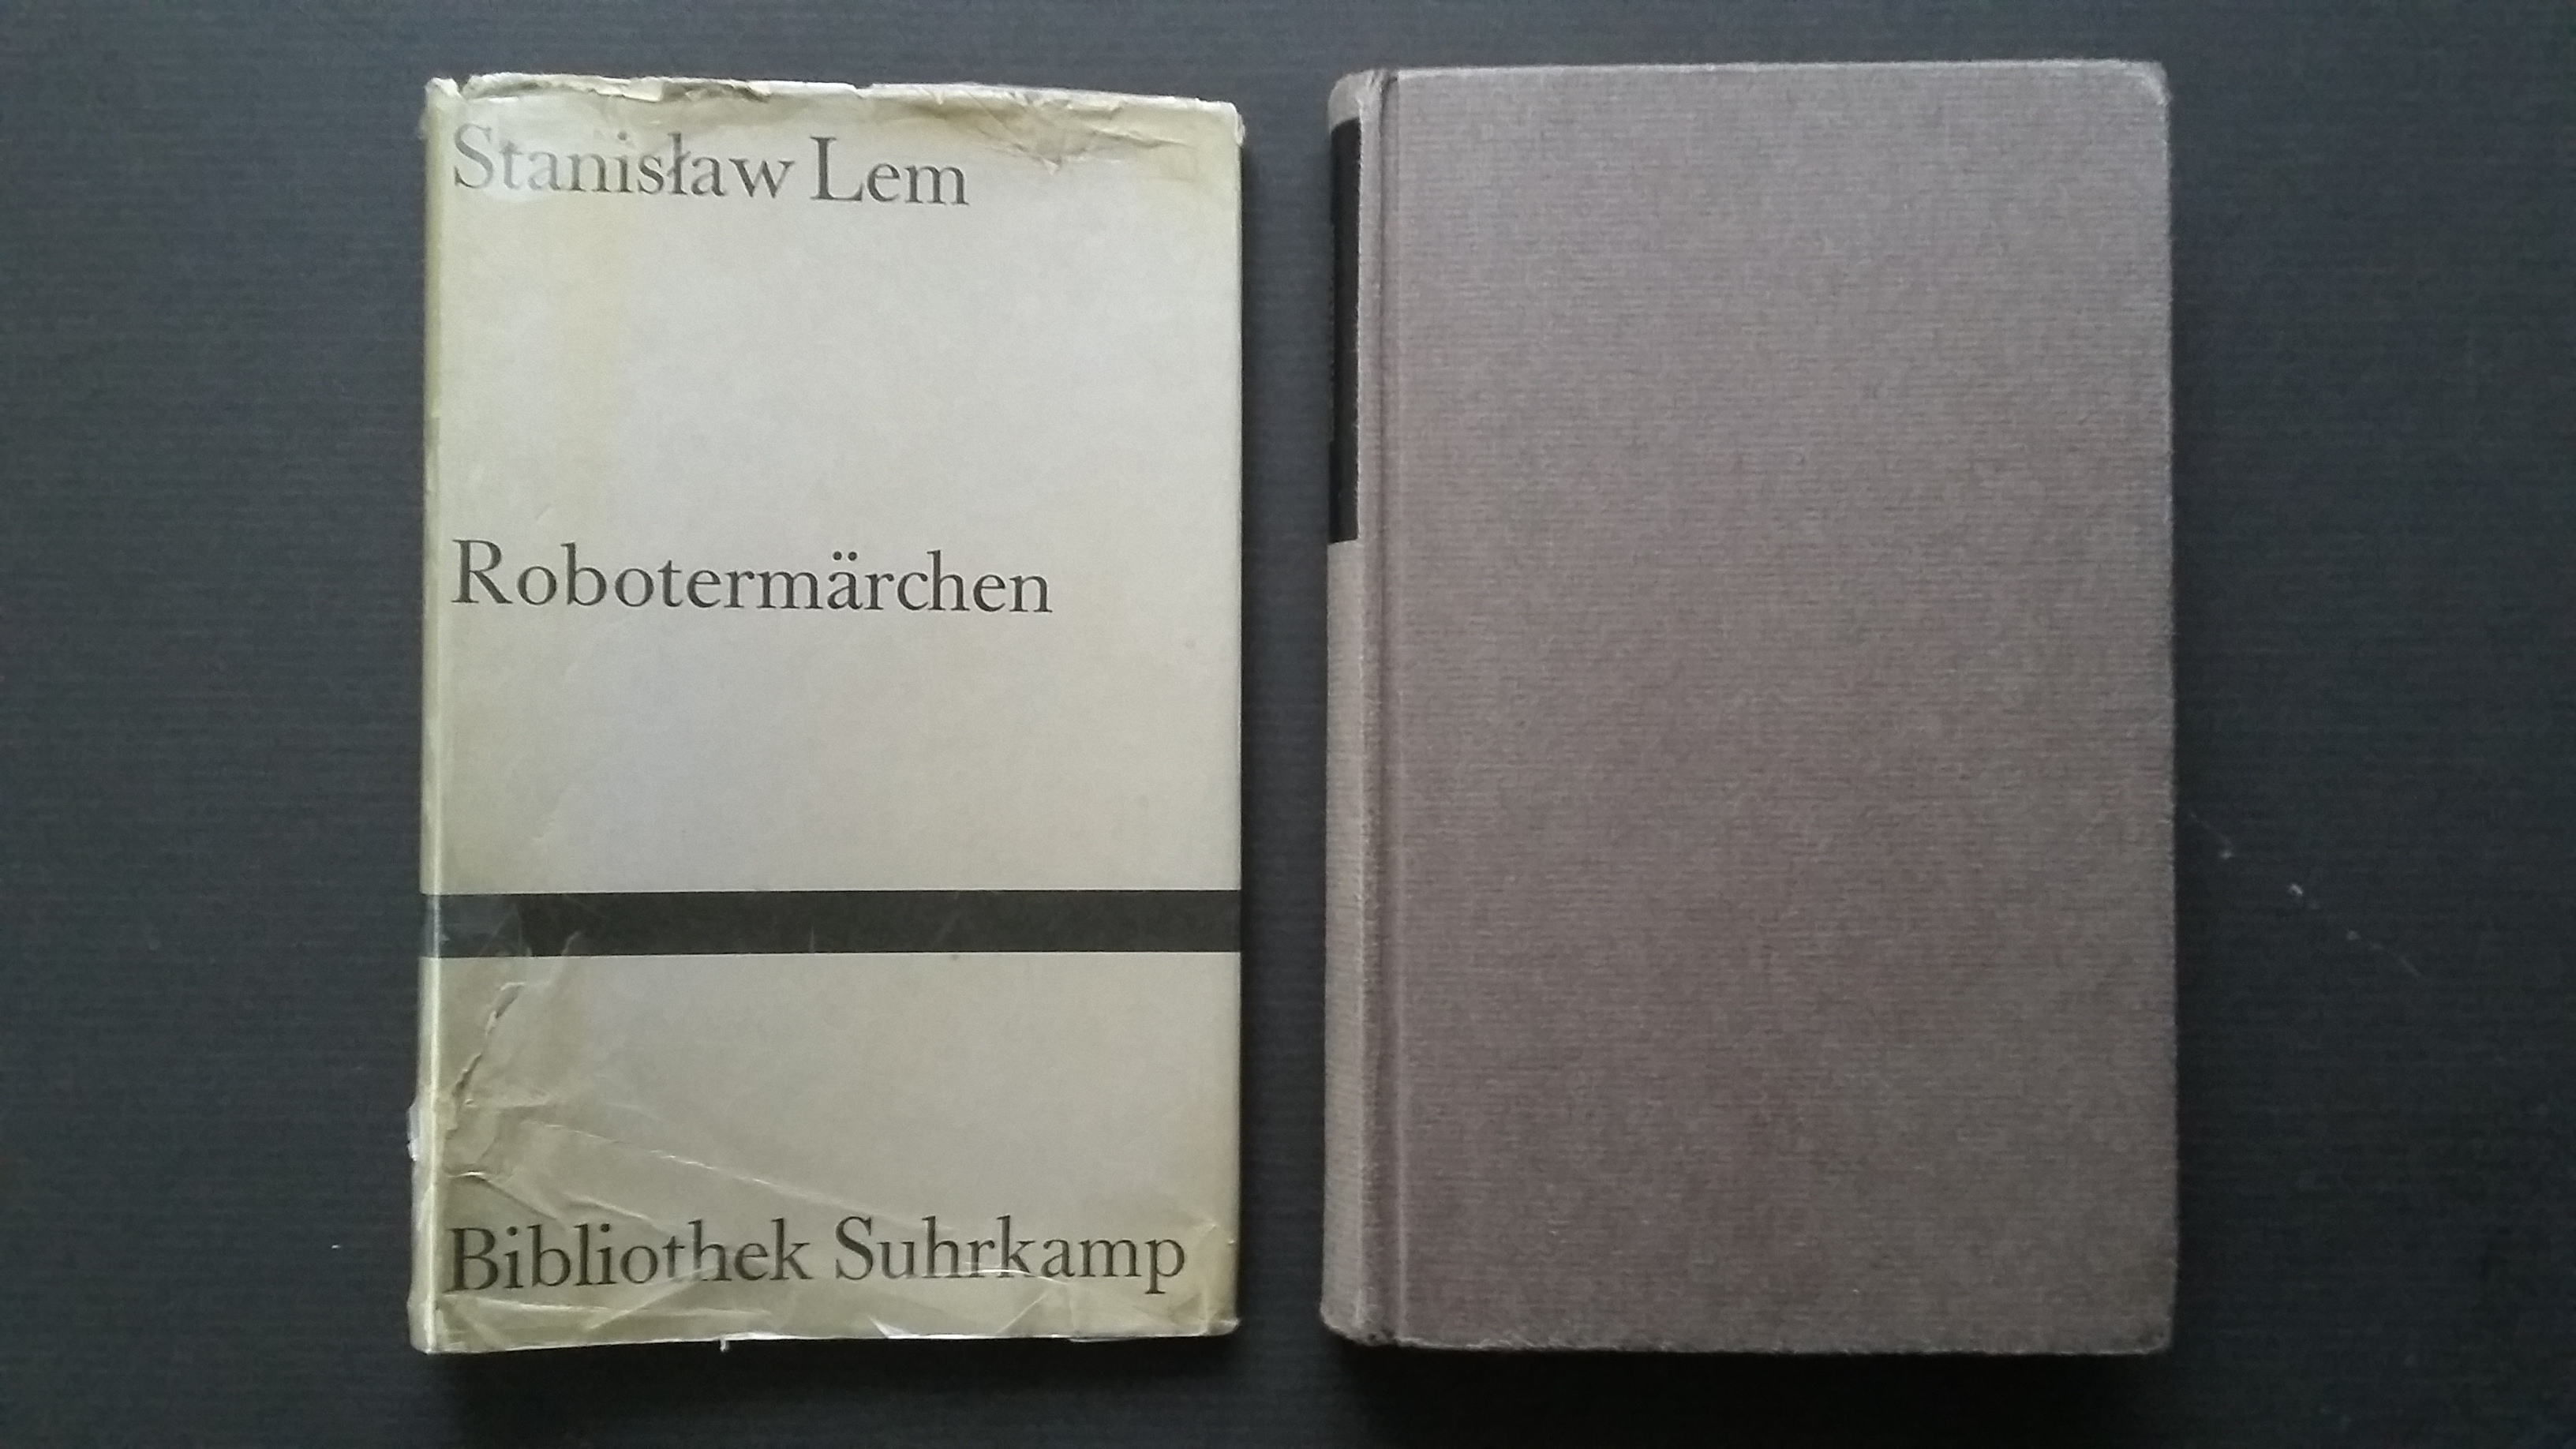 Stanisław Lem
Robotermärchen
Bibliothek Suhrkamp